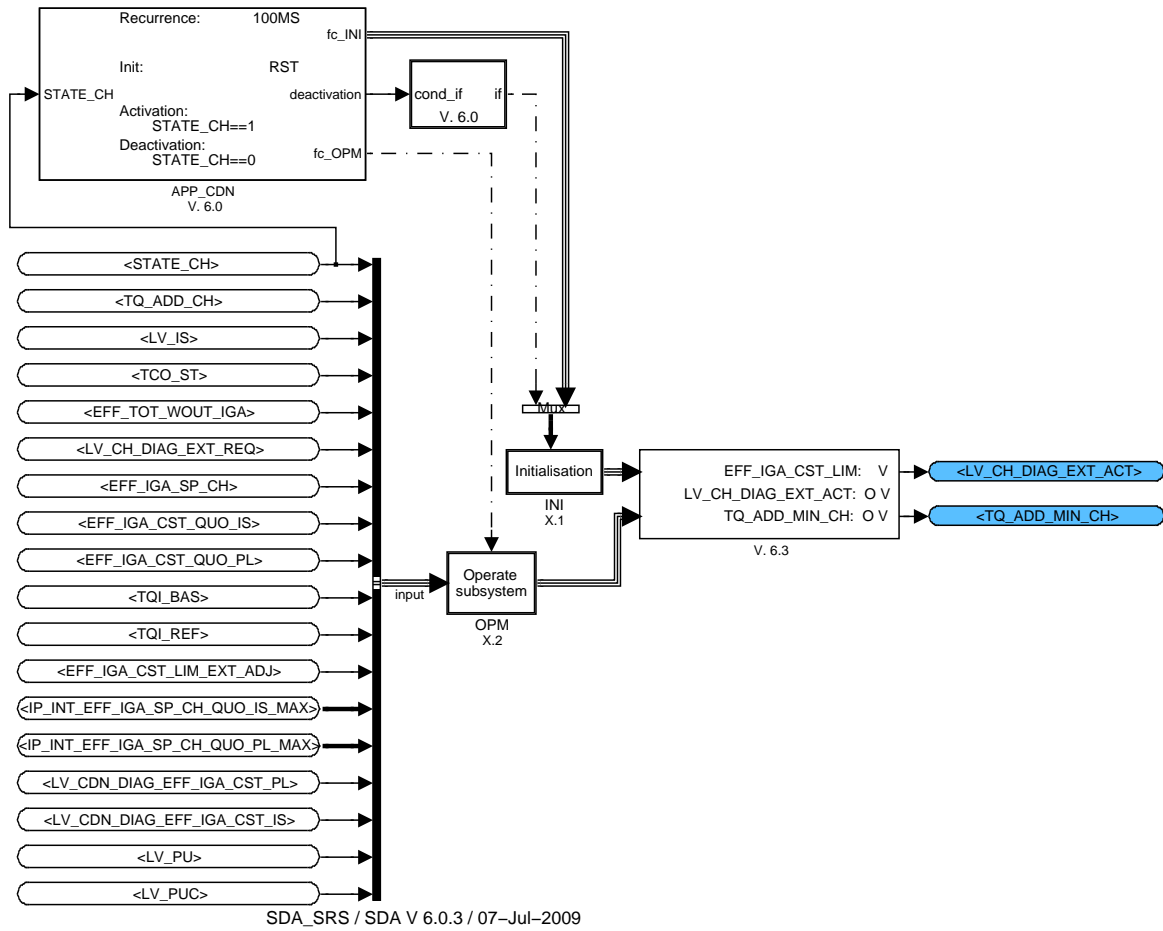 Recurrence: 100MS
fc_INI
Init: RST
STATE_CH
deactivation
Activation:
STATE_CH==1
Deactivation:
STATE_CH==0
fc_OPM
APP_CDN
V. 6.0
cond_if if
V. 6.0
<STATE_CH>
<TQ_ADD_CH>
<LV_IS>
<TCO_ST>
<EFF_TOT_WOUT_IGA>
<LV_CH_DIAG_EXT_REQ>
<EFF_IGA_SP_CH>
<EFF_IGA_CST_QUO_IS>
<EFF_IGA_CST_QUO_PL>
<TQI_BAS>
<TQI_REF>
<EFF_IGA_CST_LIM_EXT_ADJ>
<IP_INT_EFF_IGA_SP_CH_QUO_IS_MAX>
<IP_INT_EFF_IGA_SP_CH_QUO_PL_MAX>
<LV_CDN_DIAG_EFF_IGA_CST_PL>
<LV_CDN_DIAG_EFF_IGA_CST_IS>
<LV_PU>
<LV_PUC>
input
Mux
Initialisation
INI
X.1
Operate
subsystem
OPM
X.2
EFF_IGA_CST_LIM: V
LV_CH_DIAG_EXT_ACT: O V
TQ_ADD_MIN_CH: O V
V. 6.3
<LV_CH_DIAG_EXT_ACT>
<TQ_ADD_MIN_CH>
SDA_SRS / SDA V 6.0.3 / 07−Jul−2009